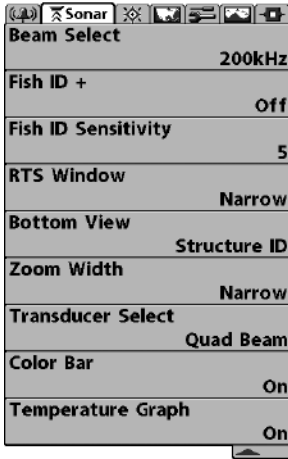 Sonar
Beam Select
200kHz
Fish ID +
Off
Fish ID Sensitivity
5
RTS Window
Narrow
Bottom View
Structure ID
Zoom Width
Narrow
Transducer Select
Quad Beam
Color Bar
On
Temperature Graph
On